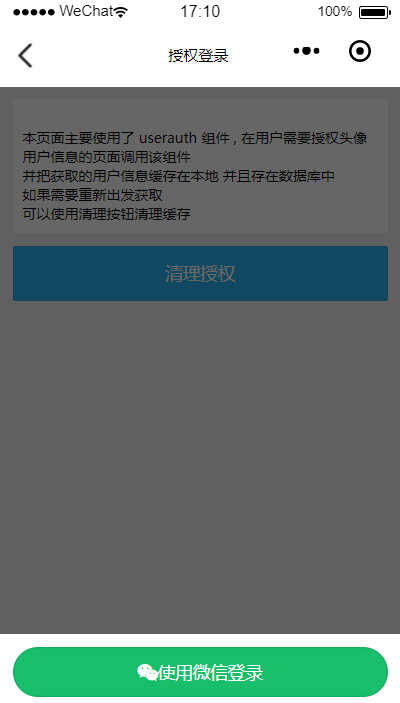 WeChat
17:10
100%
授权登录
本页面主要使用了 userauth 组件 , 在用户需要授权头像
用户信息的页面调用该组件
并把获取的用户信息缓存在本地 并且存在数据库中
如果需要重新出发获取
可以使用清理按钮清理缓存
清理授权
使用微信登录